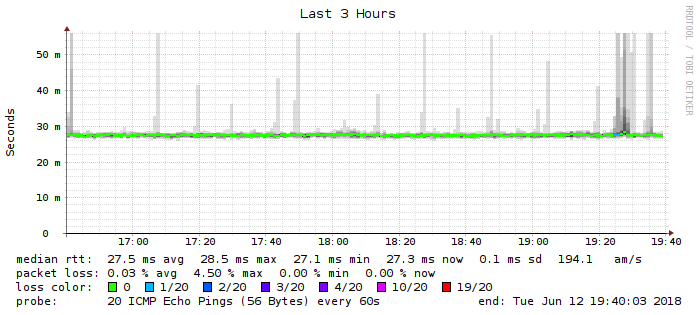 Last 3 Hours
RRDTOOL / TOBI OETIKER
Seconds
50 m
40 m
30 m
20 m
10 m
0
17:00 17:20 17:40 18:00 18:20 18:40 19:00 19:20 19:40
median rtt: 27.5 ms avg 28.5 ms max 27.1 ms min 27.3 ms now 0.1 ms sd 194.1 am/s
packet loss: 0.03 % avg 4.50 % max 0.00 % min 0.00 % now
loss color: 0 1/20 2/20 3/20 4/20 10/20 19/20
probe: 20 ICMP Echo Pings (56 Bytes) every 60s end: Tue Jun 12 19:40:03 2018